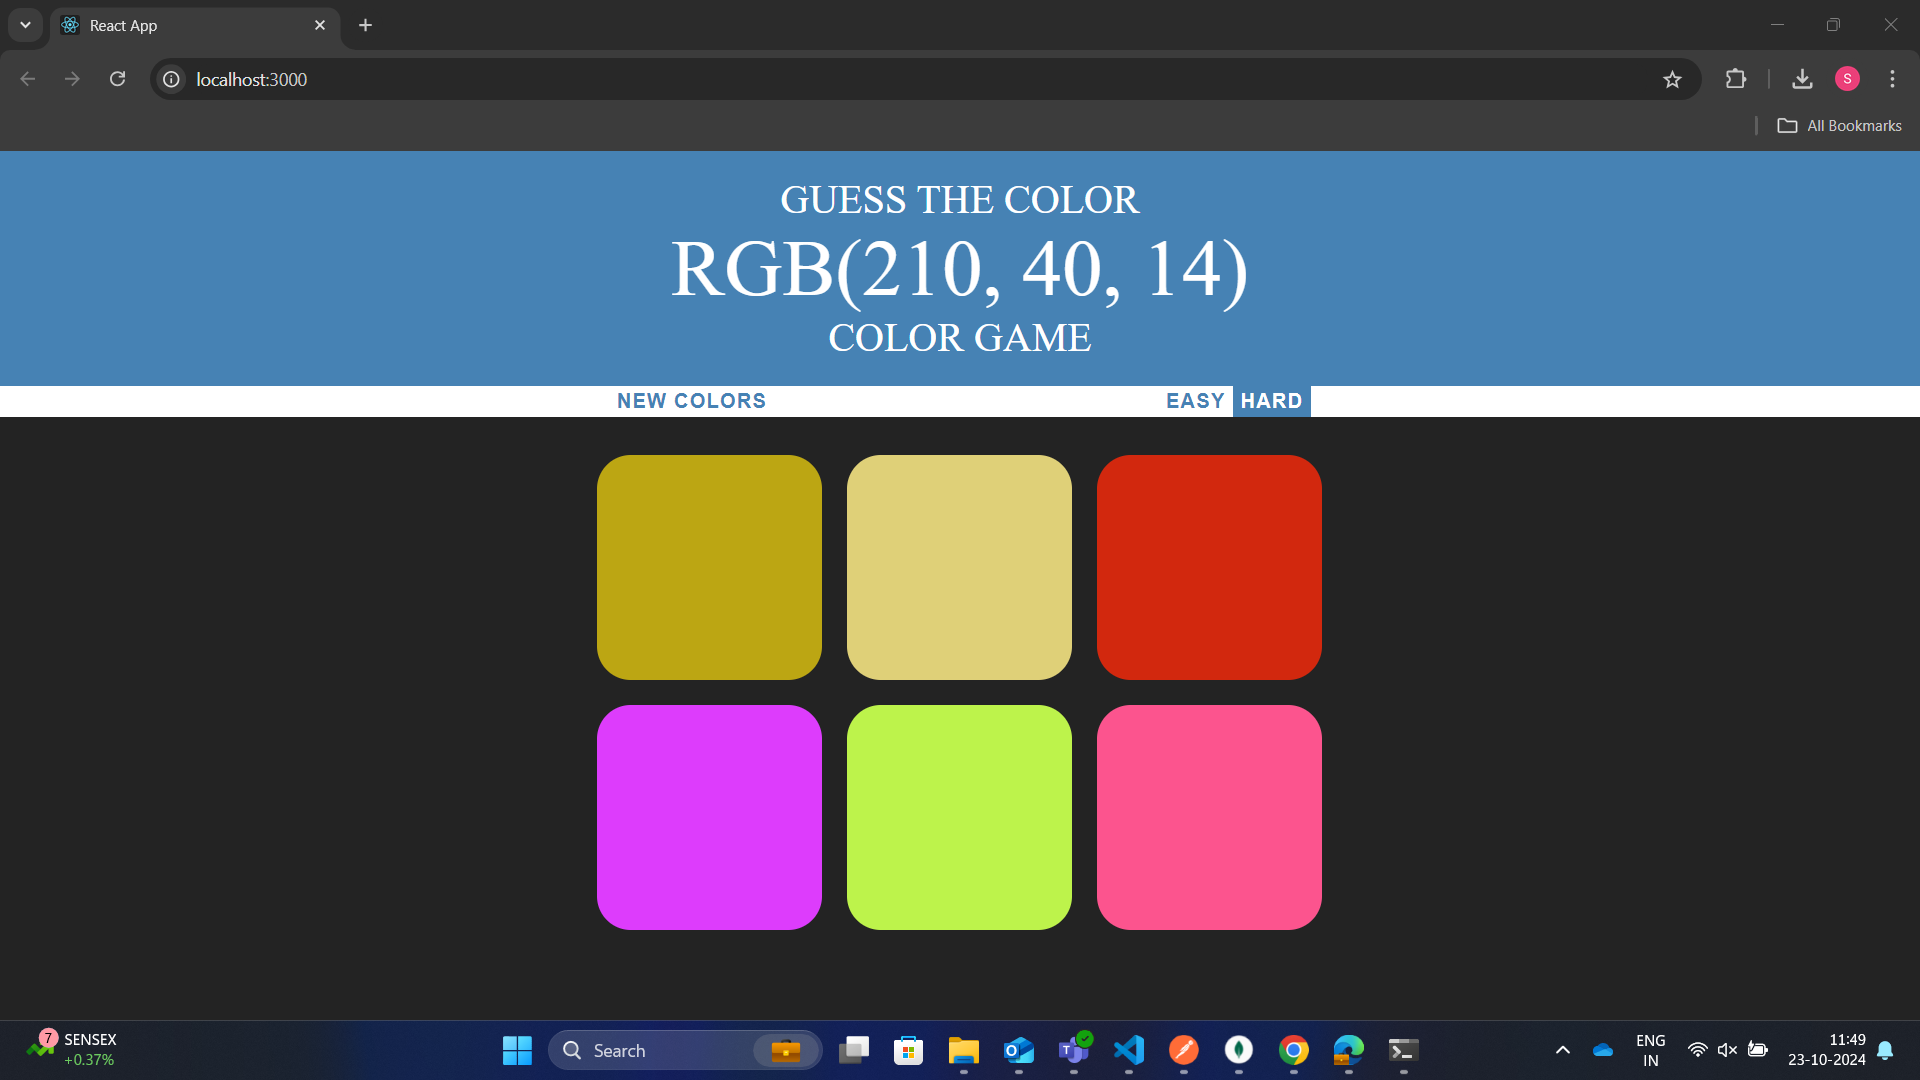 React App
localhost:3000
S
All Bookmarks
GUESS THE COLOR
RGB(210, 40, 14)
COLOR GAME
NEW COLORS EASY HARD
7
SENSEX
+0.37%
Search
ENG
IN
11:49
23-10-2024